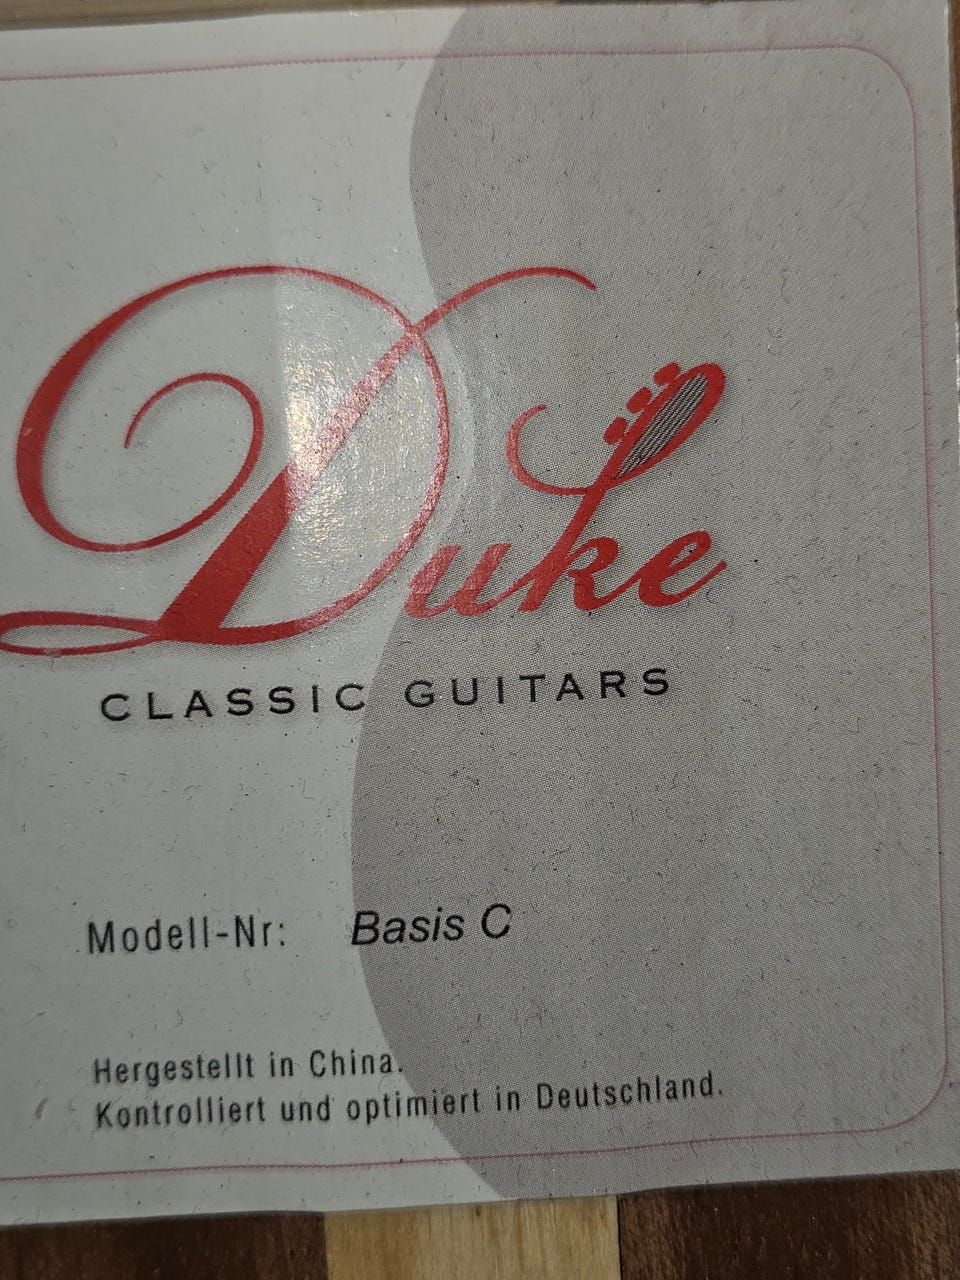 Duke
CLASSIC GUITARS
Modell-Nr: Basis C
Hergestellt in China.
Kontrolliert und optimiert in Deutschland.